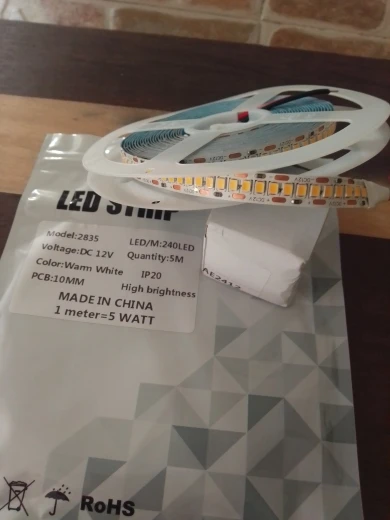 LED STRIP
Model:2835 LED/M:240LED
Voltage:DC 12V Quantity:5M
Color:Warm White IP20
PCB:10MM High brightness
MADE IN CHINA
1 meter=5 WATT
RoHS